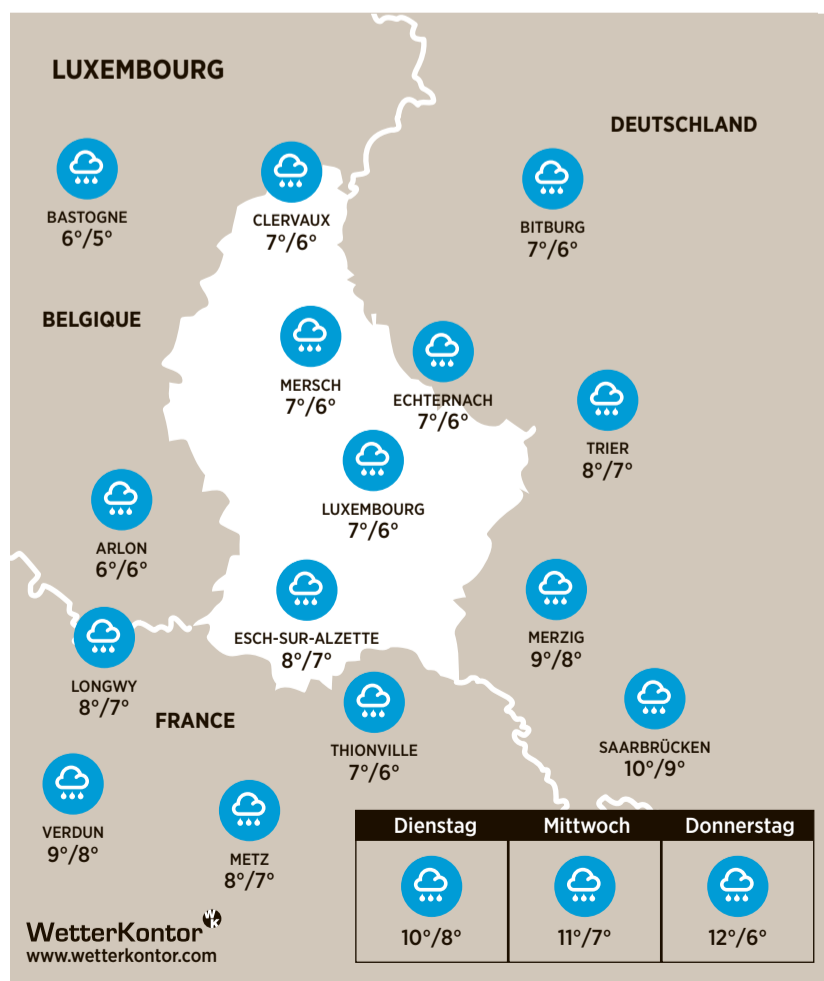 LUXEMBOURG
DEUTSCHLAND
BASTOGNE
6°/5°
CLERVAUX
7°/6°
BITBURG
7°/6°
BELGIQUE
MERSCH
7°/6°
ECHTERNACH
7°/6°
TRIER
8°/7°
LUXEMBOURG
7°/6°
ARLON
6°/6°
ESCH-SUR-ALZETTE
8°/7°
MERZIG
9°/8°
LONGWY
8°/7°
FRANCE
THIONVILLE
7°/6°
SAARBRÜCKEN
10°/9°
VERDUN
9°/8°
METZ
8°/7°
Dienstag Mittwoch Donnerstag
10°/8° 11°/7° 12°/6°
WetterKontor WK
www.wetterkontor.com